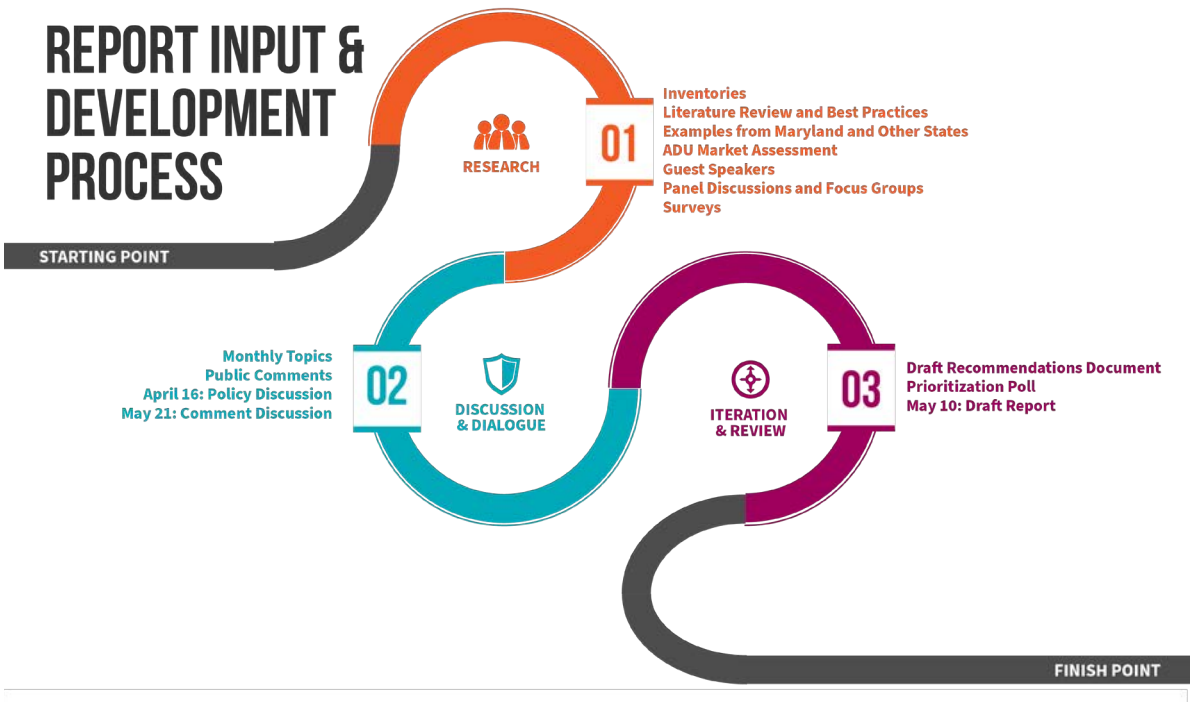 REPORT INPUT &
DEVELOPMENT
PROCESS
STARTING POINT
RESEARCH
01
Inventories
Literature Review and Best Practices
Examples from Maryland and Other States
ADU Market Assessment
Guest Speakers
Panel Discussions and Focus Groups
Surveys
Monthly Topics
Public Comments
April 16: Policy Discussion
May 21: Comment Discussion
02
DISCUSSION
& DIALOGUE
ITERATION
& REVIEW
03
Draft Recommendations Document
Prioritization Poll
May 10: Draft Report
FINISH POINT